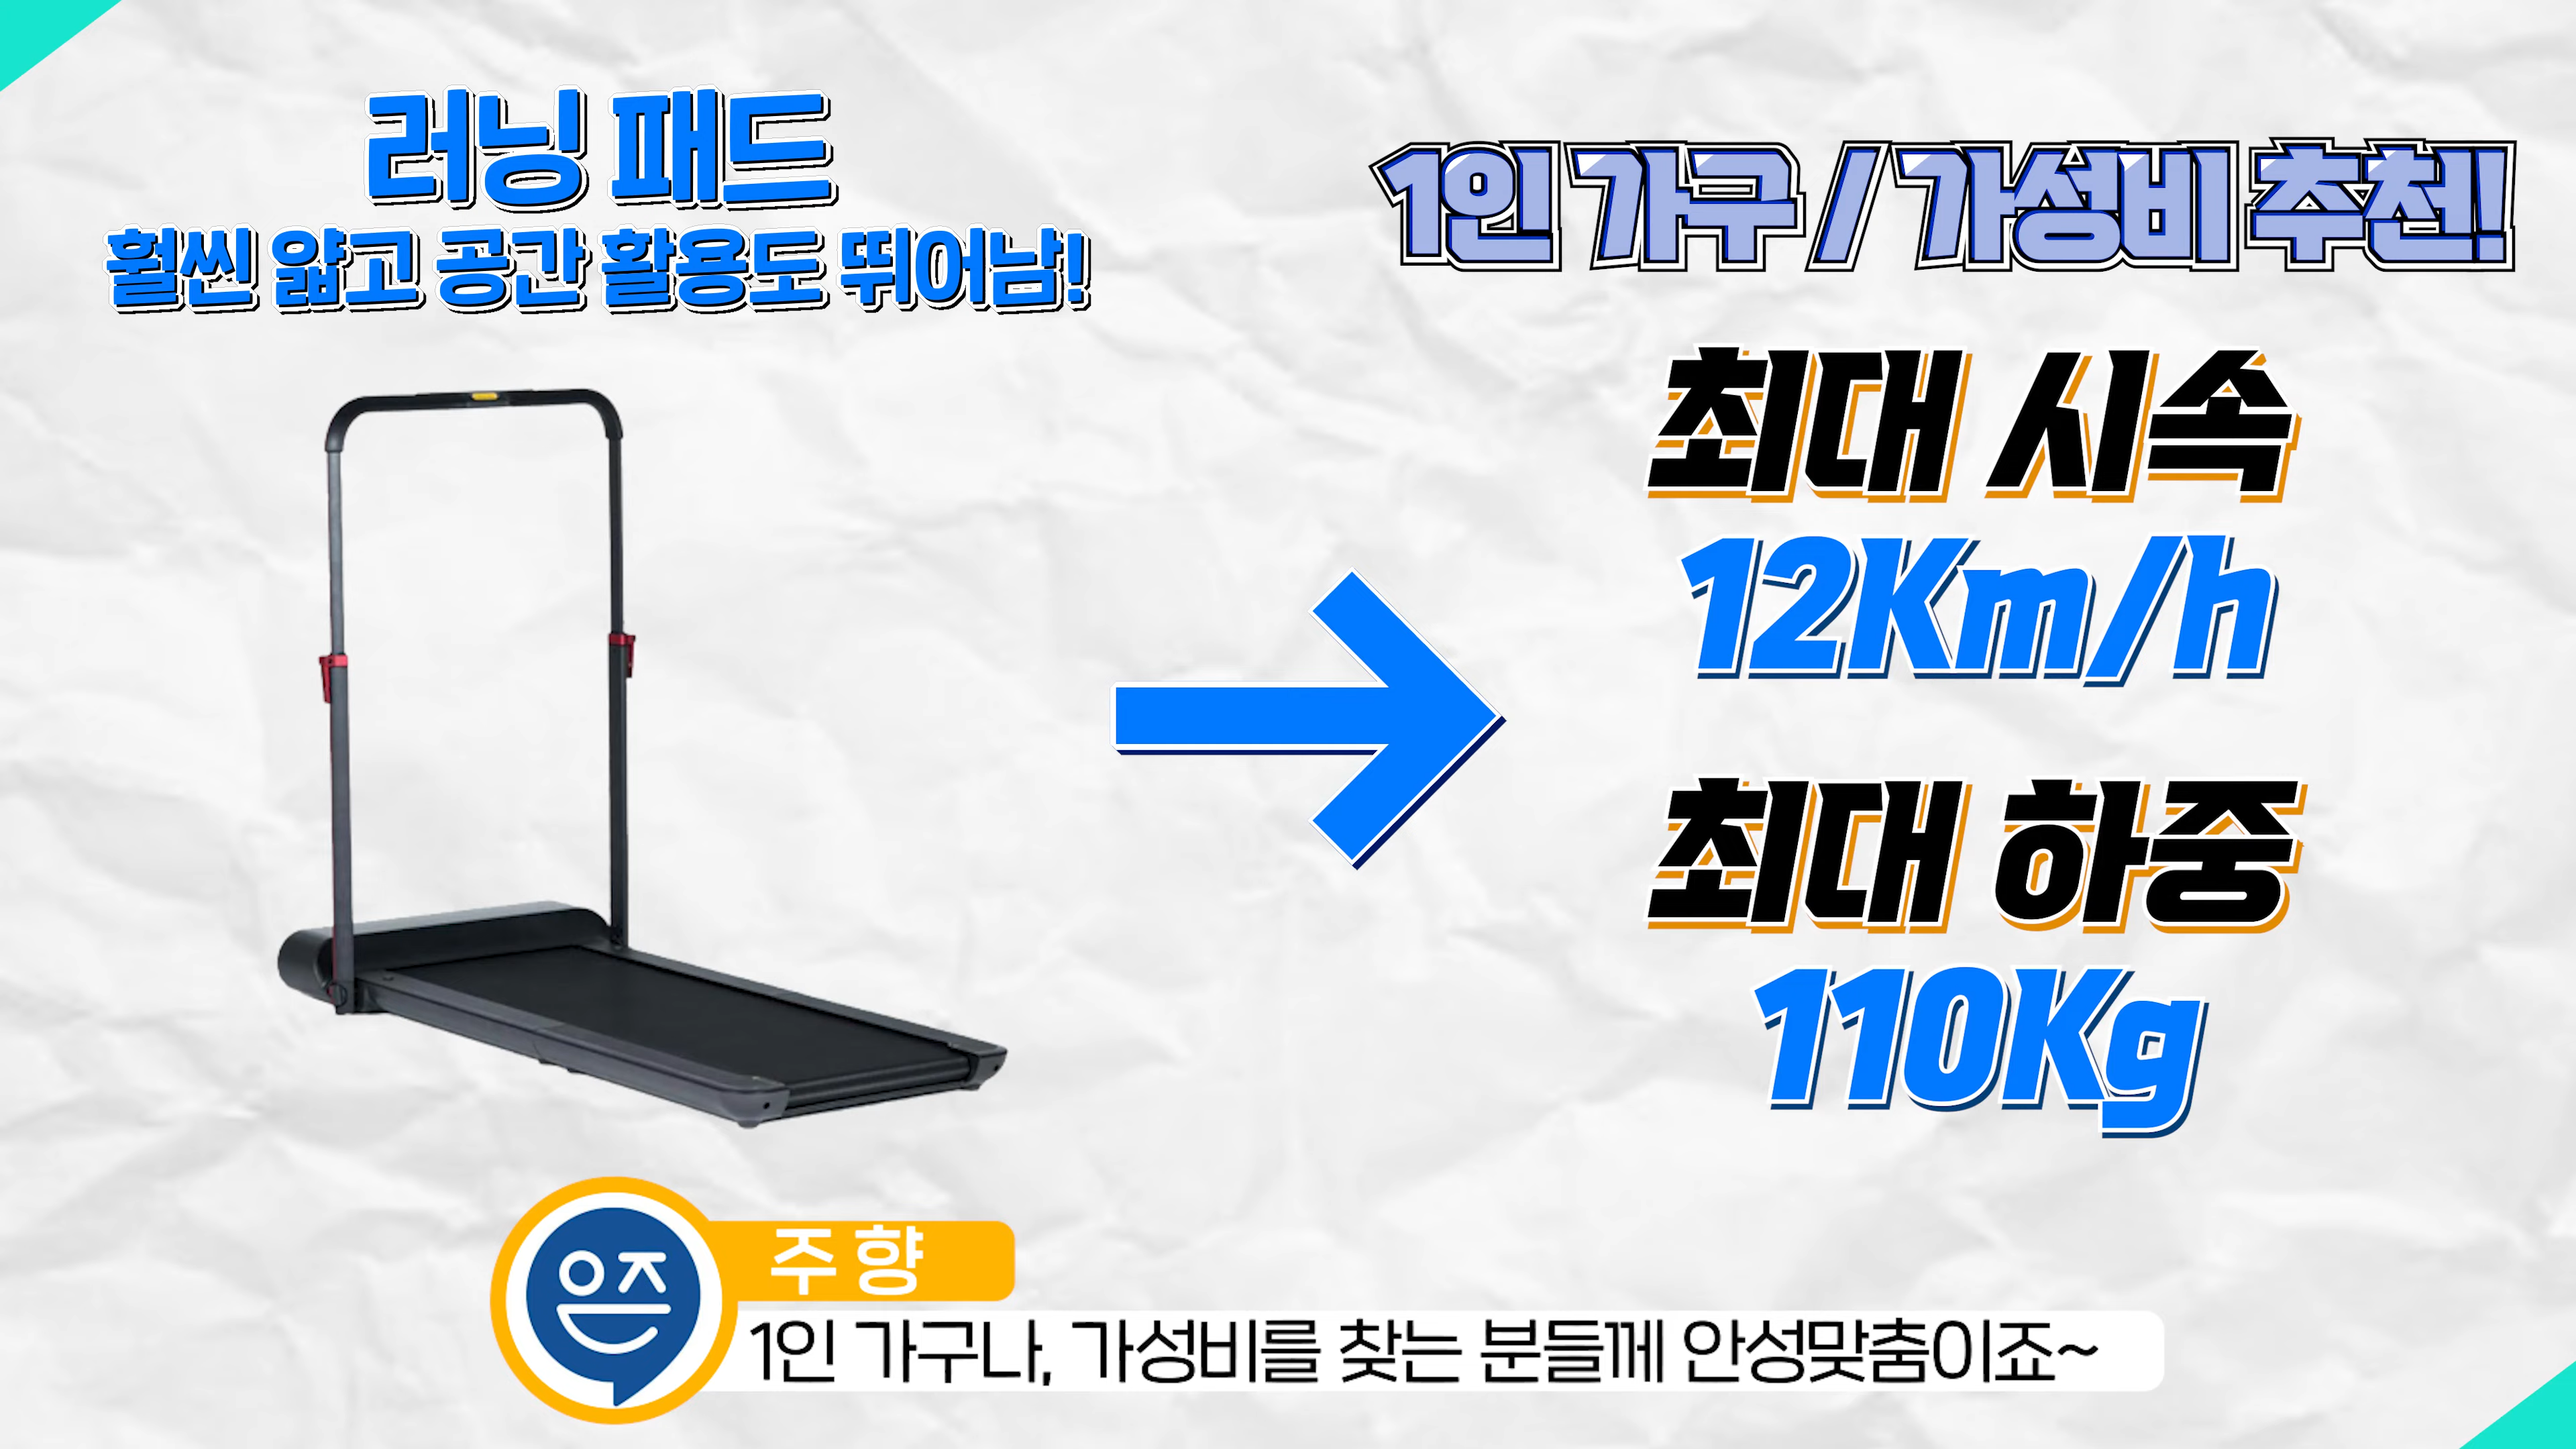 러닝 패드
훨씬 얇고 공간 활용도 뛰어남!
1인 가구 / 가성비 추천!
최대 시속
12Km/h
최대 하중
110Kg
으즈
주향
1인 가구나, 가성비를 찾는 분들께 안성맞춤이죠~